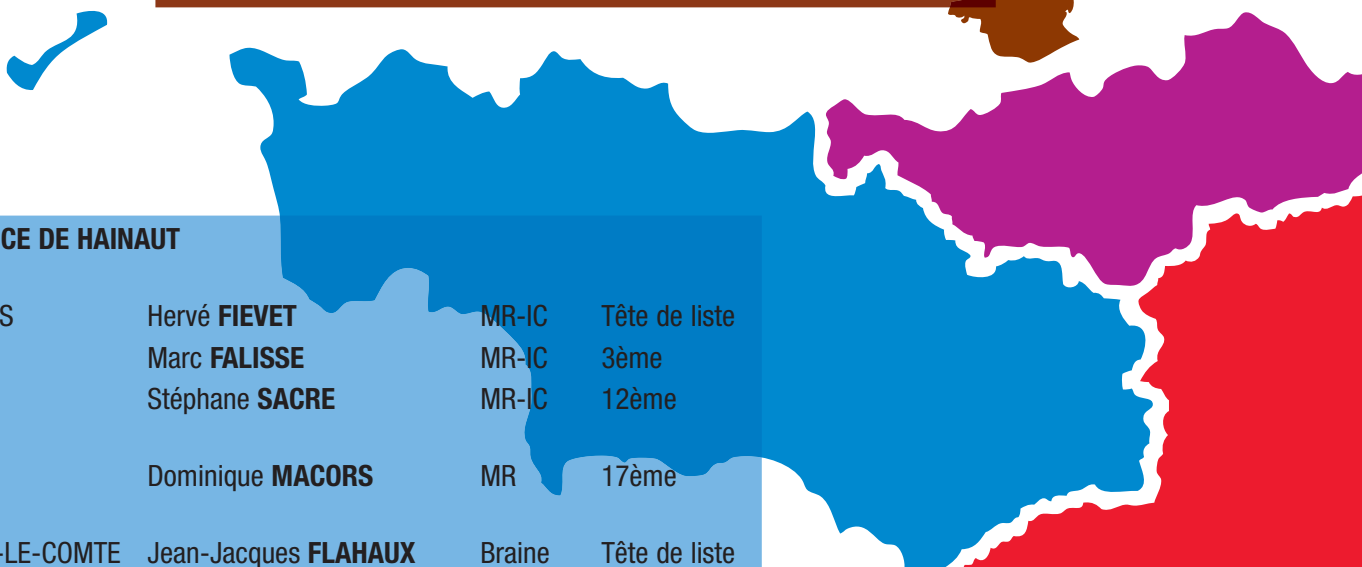 CE DE HAINAUT
S Hervé FIEVET MR-IC Tête de liste
Marc FALISSE MR-IC 3ème
Stéphane SACRE MR-IC 12ème
Dominique MACORS MR 17ème
-LE-COMTE Jean-Jacques FLAHAUX Braine Tête de liste